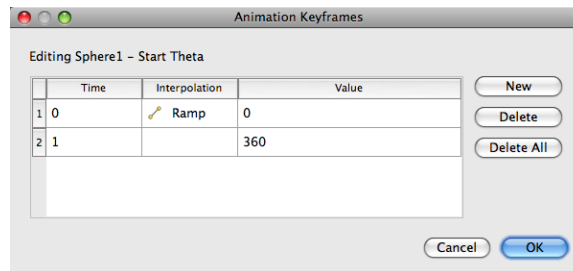 Animation Keyframes
Editing Sphere1 – Start Theta
Time Interpolation Value
1 0 Ramp 0
2 1 360
New
Delete
Delete All
Cancel OK